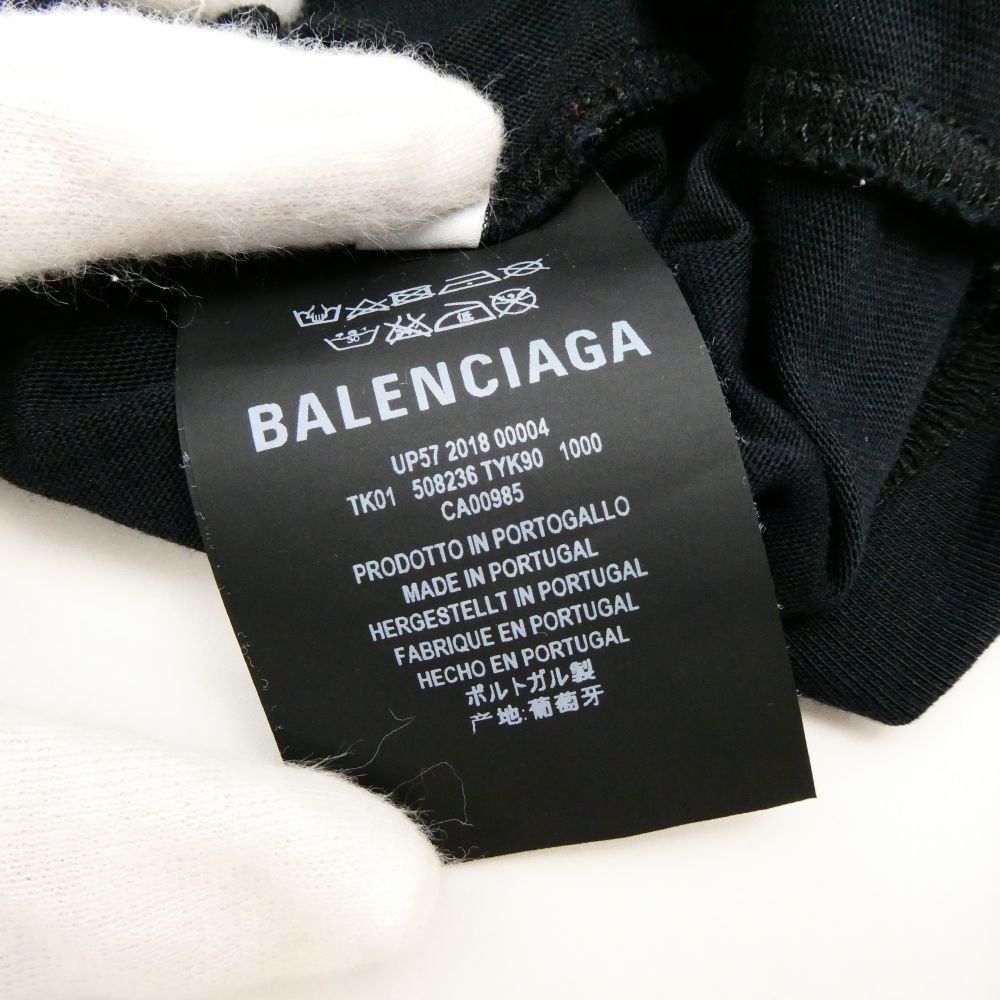 BALENCIAGA
UP57 2018 00004
TK01 508236 TYK90 1000
CA00985
PRODOTTO IN PORTOGALLO
MADE IN PORTUGAL
HERGESTELLT IN PORTUGAL
FABRIQUE EN PORTUGAL
HECHO EN PORTUGAL
ポルトガル製
产地:葡萄牙